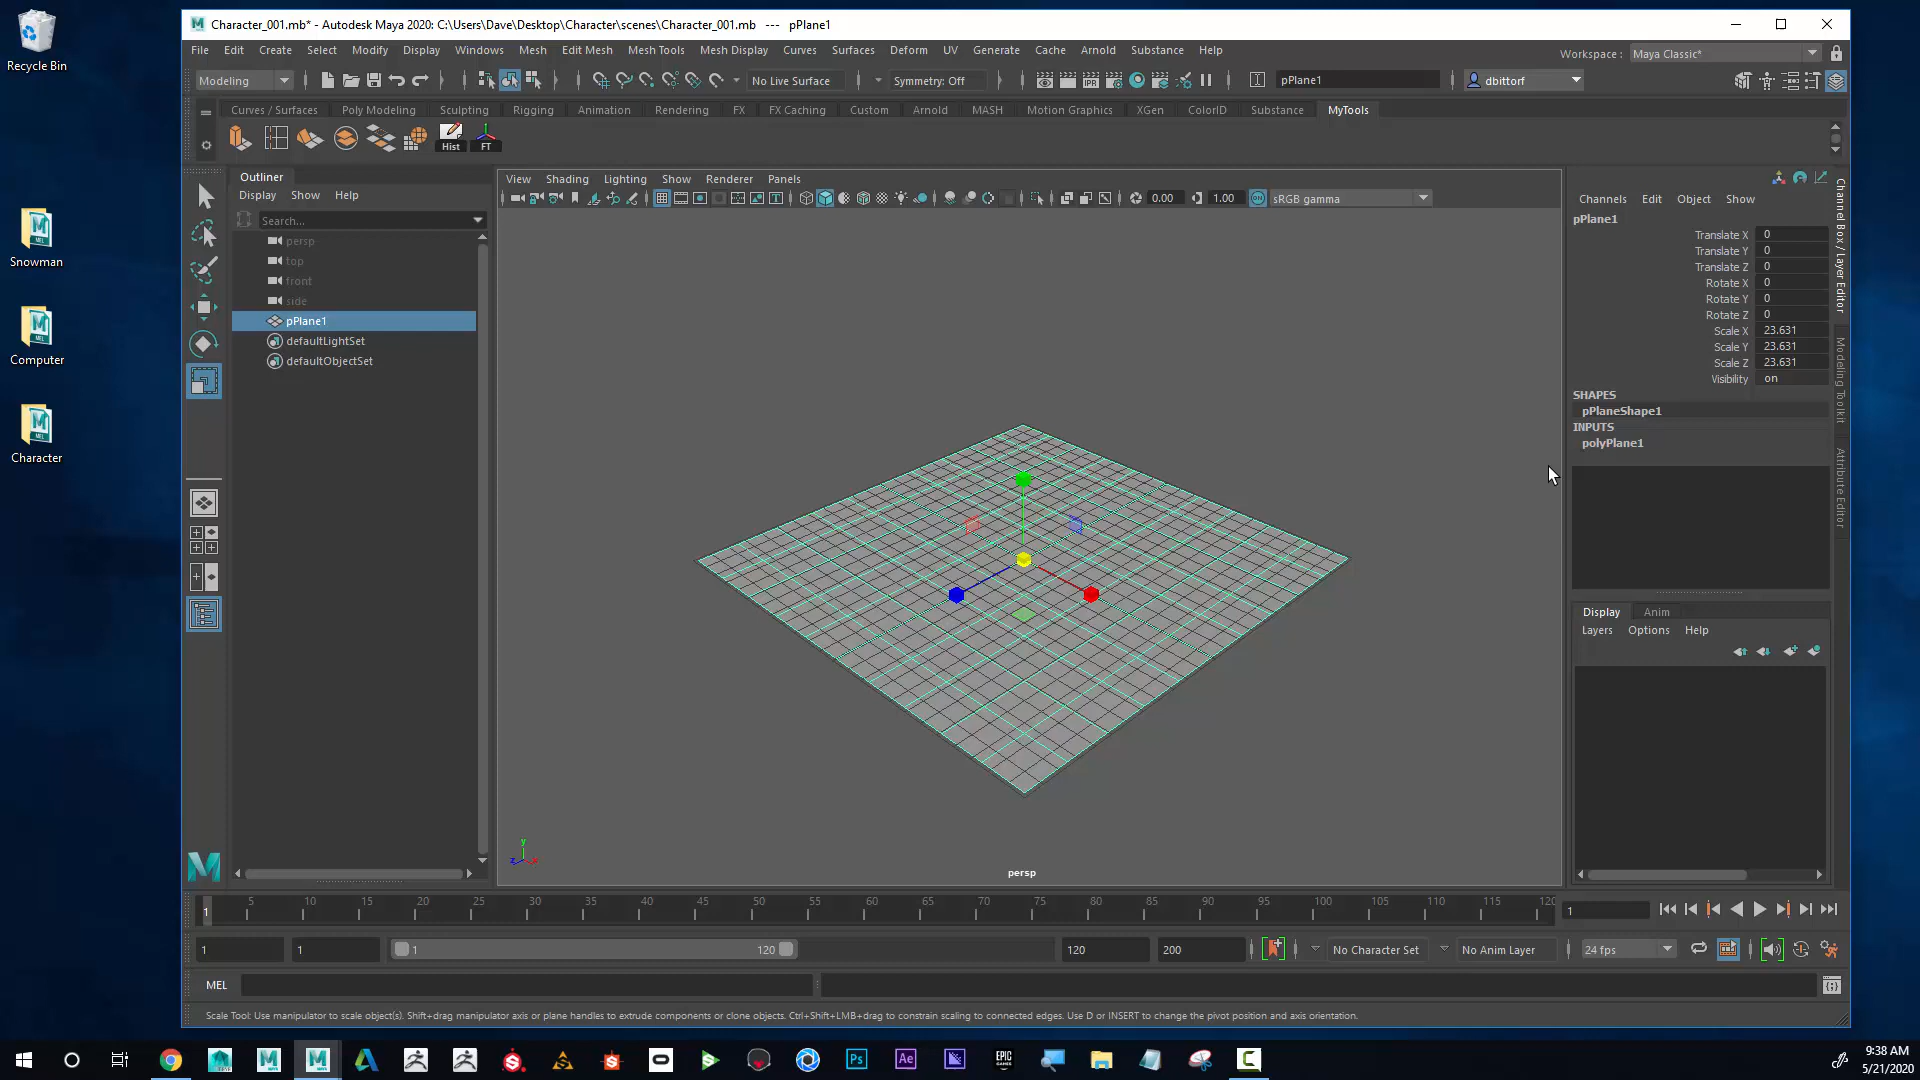 Recycle Bin
Snowman
Computer
Character
Character_001.mb* - Autodesk Maya 2020: C:\Users\Dave\Desktop\Character\scenes\Character_001.mb --- pPlane1
File Edit Create Select Modify Display Windows Mesh Edit Mesh Mesh Tools Mesh Display Curves Surfaces Deform UV Generate Cache Arnold Substance Help
Workspace : Maya Classic*
Modeling No Live Surface Symmetry: Off pPlane1 dbittorf
Curves / Surfaces Poly Modeling Sculpting Rigging Animation Rendering FX FX Caching Custom Arnold MASH Motion Graphics XGen ColorID Substance MyTools
Hist FT
Outliner
Display Show Help
Search...
persp
top
front
side
pPlane1
defaultLightSet
defaultObjectSet
View Shading Lighting Show Renderer Panels
0.00 1.00 sRGB gamma
y
z x
persp
Channels Edit Object Show
pPlane1
Translate X 0
Translate Y 0
Translate Z 0
Rotate X 0
Rotate Y 0
Rotate Z 0
Scale X 23.631
Scale Y 23.631
Scale Z 23.631
Visibility on
SHAPES
pPlaneShape1
INPUTS
polyPlane1
Display Anim
Layers Options Help
Channel Box / Layer Editor
Modeling Toolkit
Attribute Editor
1 5 10 15 20 25 30 35 40 45 50 55 60 65 70 75 80 85 90 95 100 105 110 115 120 1
1 1 1 120 120 200 No Character Set No Anim Layer 24 fps
MEL
Scale Tool: Use manipulator to scale object(s). Shift+drag manipulator axis or plane handles to extrude components or clone objects. Ctrl+Shift+LMB+drag to constrain scaling to connected edges. Use D or INSERT to change the pivot position and axis orientation.
Ps Ae EPIC GAMES
9:38 AM
5/21/2020